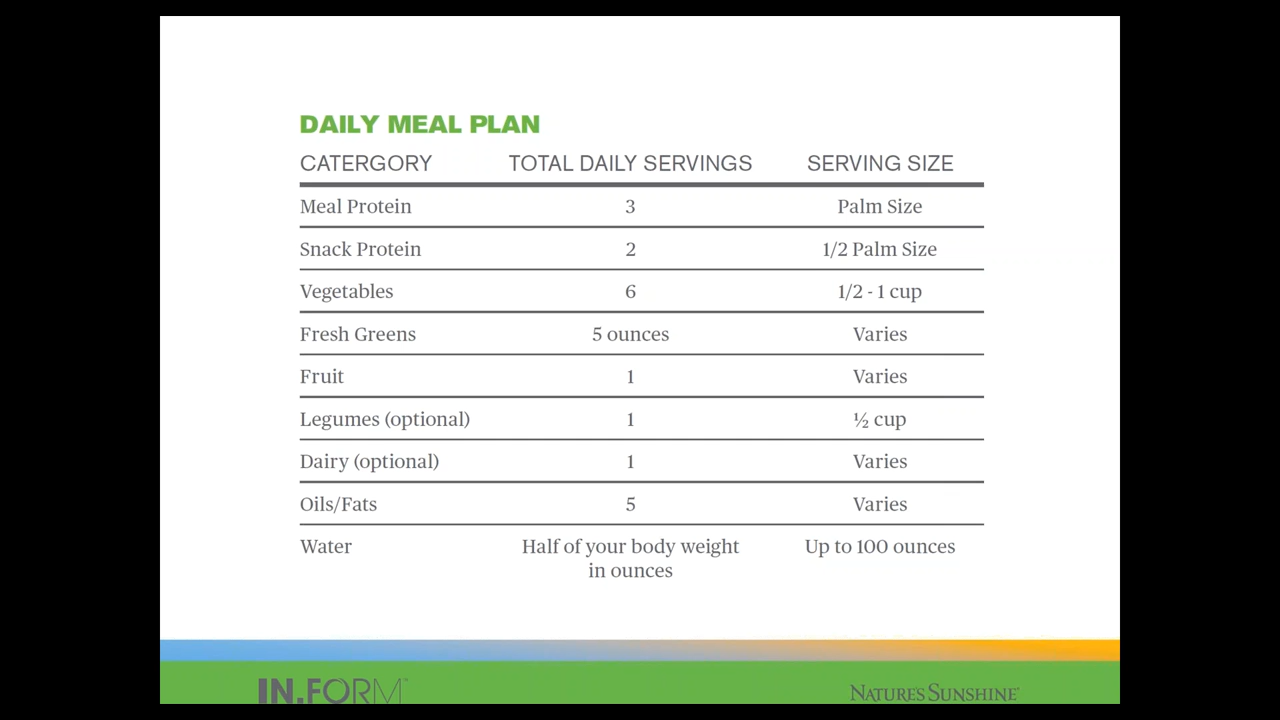 DAILY MEAL PLAN
CATERGORY TOTAL DAILY SERVINGS SERVING SIZE
Meal Protein 3 Palm Size
Snack Protein 2 1/2 Palm Size
Vegetables 6 1/2 - 1 cup
Fresh Greens 5 ounces Varies
Fruit 1 Varies
Legumes (optional) 1 ½ cup
Dairy (optional) 1 Varies
Oils/Fats 5 Varies
Water Half of your body weight Up to 100 ounces
in ounces
IN.FORM™ NATURE'S SUNSHINE®